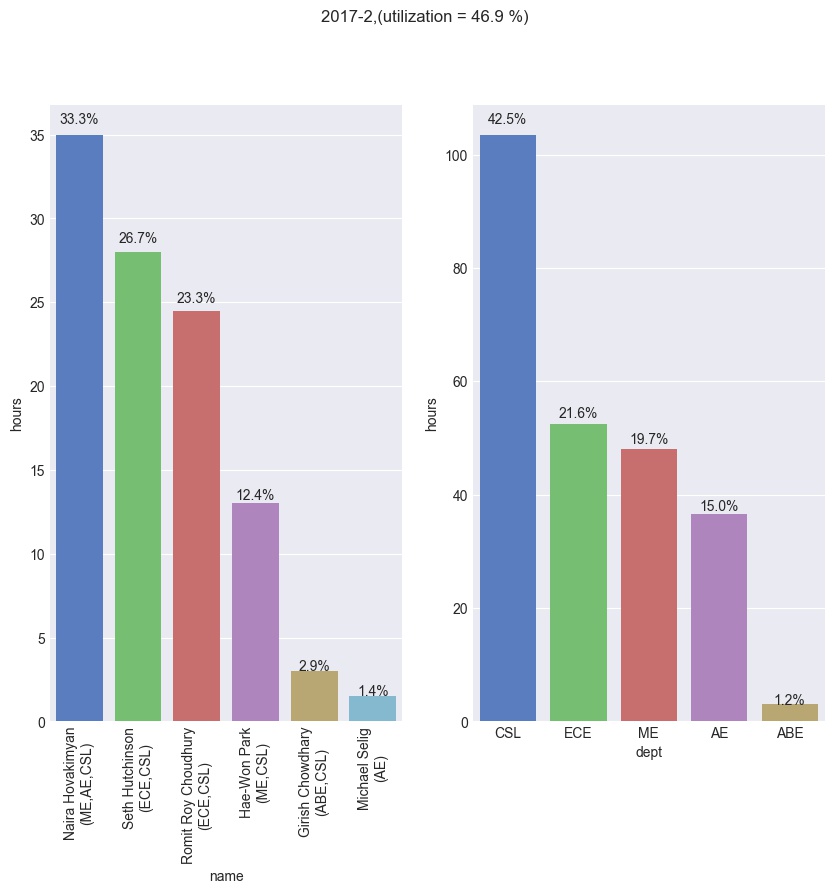 2017-2,(utilization = 46.9 %)
33.3%
26.7%
23.3%
12.4%
2.9%
1.4%
35
30
25
20
15
10
5
0
hours
Naira Hovakimyan
(ME,AE,CSL)
Seth Hutchinson
(ECE,CSL)
Romit Roy Choudhury
(ECE,CSL)
Hae-Won Park
(ME,CSL)
Girish Chowdhary
(ABE,CSL)
Michael Selig
(AE)
name
42.5%
21.6%
19.7%
15.0%
1.2%
100
80
60
40
20
0
hours
CSL
ECE
ME
AE
ABE
dept